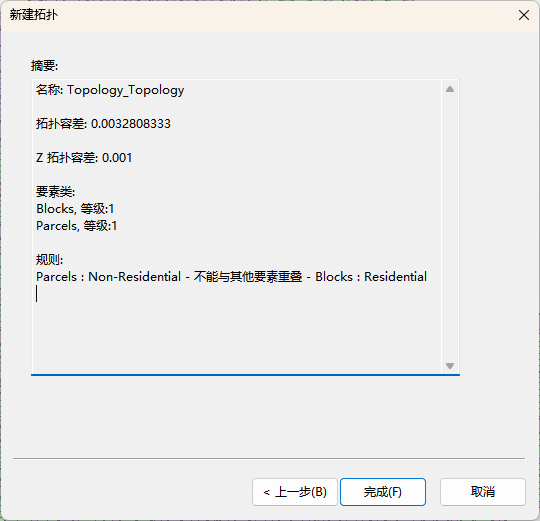 新建拓扑
摘要:
名称: Topology_Topology
拓扑容差: 0.0032808333
Z 拓扑容差: 0.001
要素类:
Blocks, 等级:1
Parcels, 等级:1
规则:
Parcels : Non-Residential - 不能与其他要素重叠 - Blocks : Residential
< 上一步(B) 完成(F) 取消